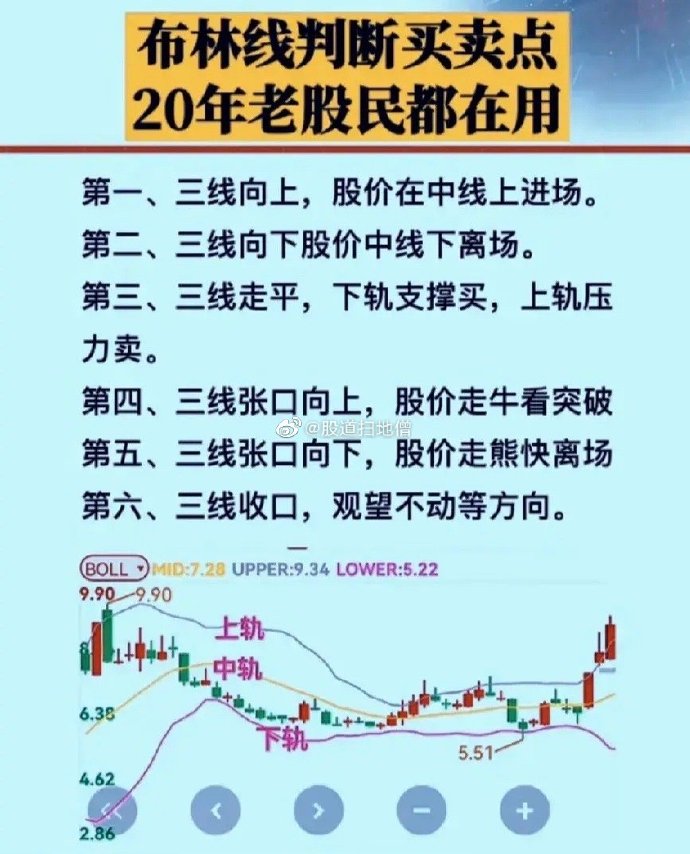 布林线判断买卖点
20年老股民都在用
第一、三线向上，股价在中线上进场。
第二、三线向下股价中线下离场。
第三、三线走平，下轨支撑买，上轨压
力卖。
第四、三线张口向上，股价走牛看突破
@股道扫地僧
第五、三线张口向下，股价走熊快离场
第六、三线收口，观望不动等方向。
BOLL MID:7.28 UPPER:9.34 LOWER:5.22
9.90 9.90
上轨
8
中轨
6.38
下轨
5.51
4.62
2.86